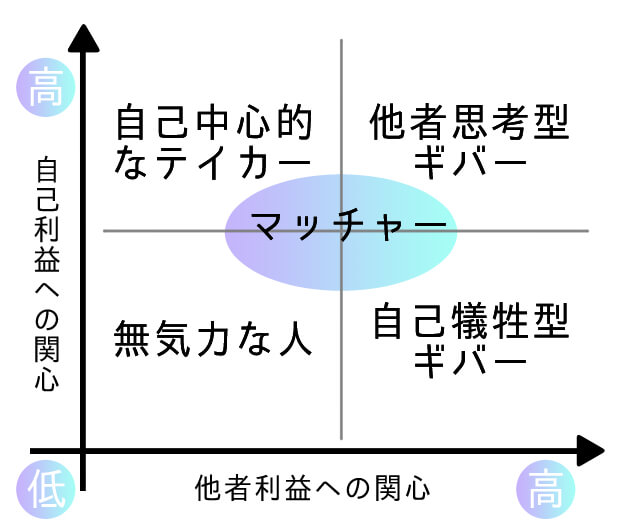 高
自己中心的
なテイカー
他者思考型
ギバー
マッチャー
自己利益への関心
無気力な人
自己犠牲型
ギバー
低
他者利益への関心
高